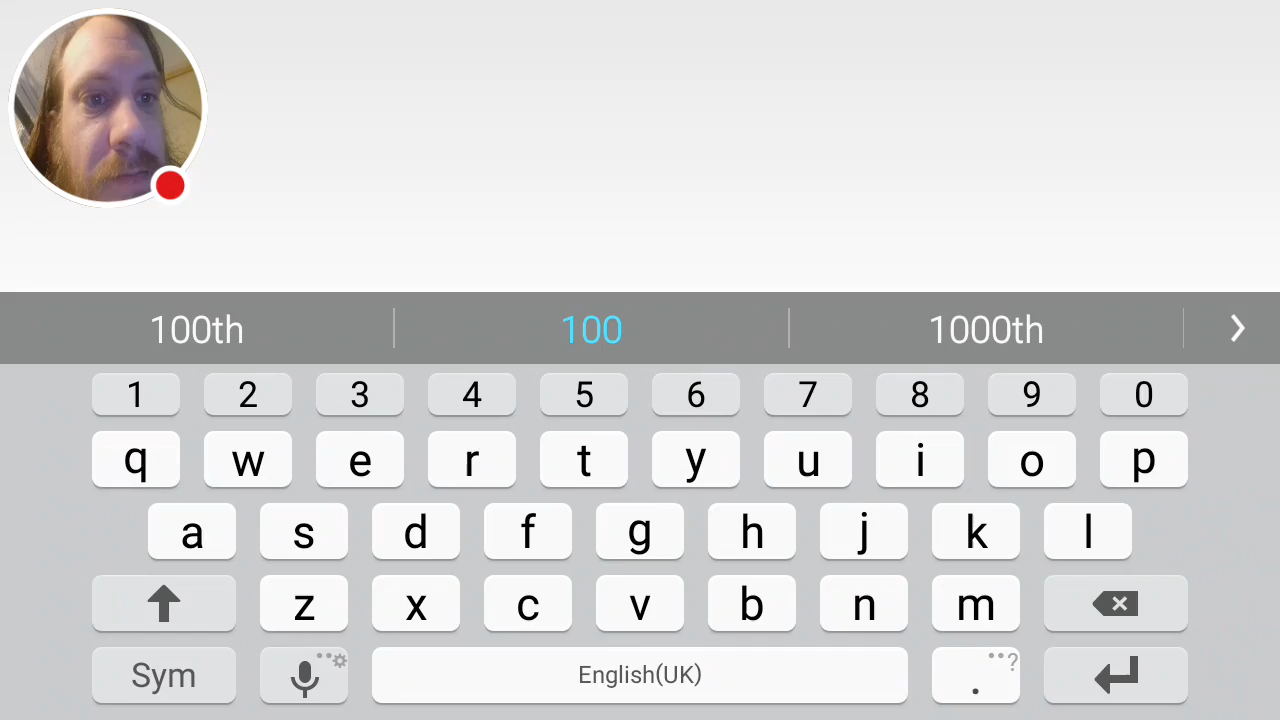 100th 100 1000th
1 2 3 4 5 6 7 8 9 0
q w e r t y u i o p
a s d f g h j k l
z x c v b n m
Sym English(UK) . ?